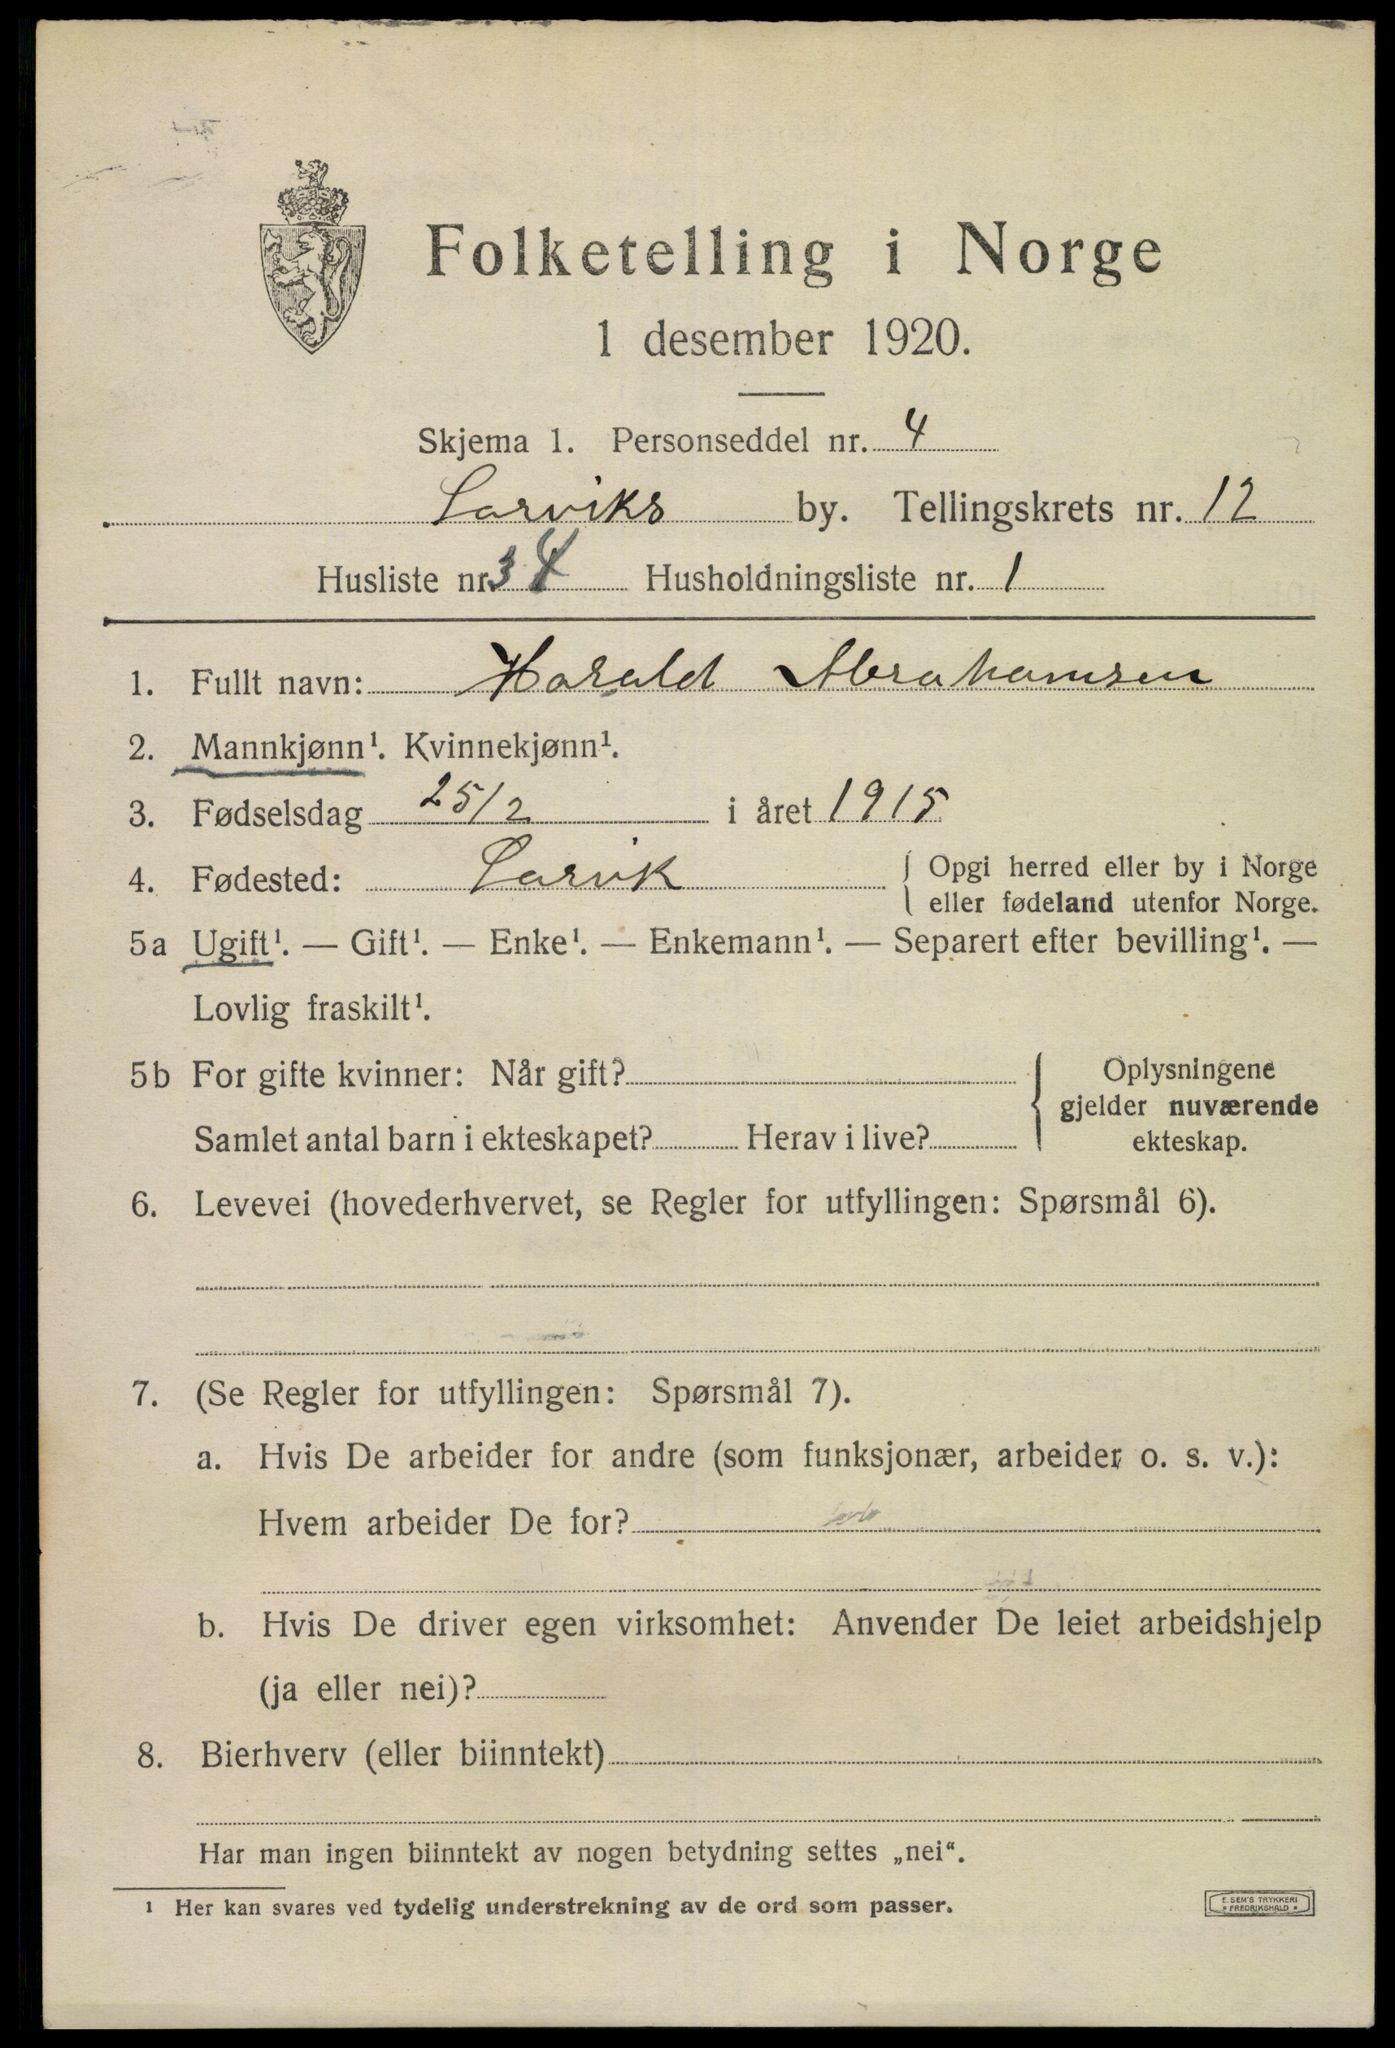 Folketelling i Norge
1 desember 1920.
Skjema 1. Personseddel nr. 4
Larviks by. Tellingskrets nr. 12
Husliste nr. 34 Husholdningsliste nr. 1
1. Fullt navn: Harald Abrahamsen
2. Mannkjønn¹. Kvinnekjønn¹.
3. Fødselsdag 25/2 i året 1915
4. Fødested: Larvik { Opgi herred eller by i Norge
eller fødeland utenfor Norge.
5a Ugift¹. — Gift¹. — Enke¹. — Enkemann¹. — Separert efter bevilling¹. —
Lovlig fraskilt¹.
5b For gifte kvinner: Når gift?
Samlet antal barn i ekteskapet? Herav i live?
Oplysningene
gjelder nuværende
ekteskap.
6. Levevei (hovederhvervet, se Regler for utfyllingen: Spørsmål 6).
7. (Se Regler for utfyllingen: Spørsmål 7).
a. Hvis De arbeider for andre (som funksjonær, arbeider o. s. v.):
Hvem arbeider De for?
b. Hvis De driver egen virksomhet: Anvender De leiet arbeidshjelp
(ja eller nei)?
8. Bierhverv (eller biinntekt)
Har man ingen biinntekt av nogen betydning settes „nei“.
¹ Her kan svares ved tydelig understrekning av de ord som passer.
E. SEM'S TRYKKERI
* FREDRIKSHALD *